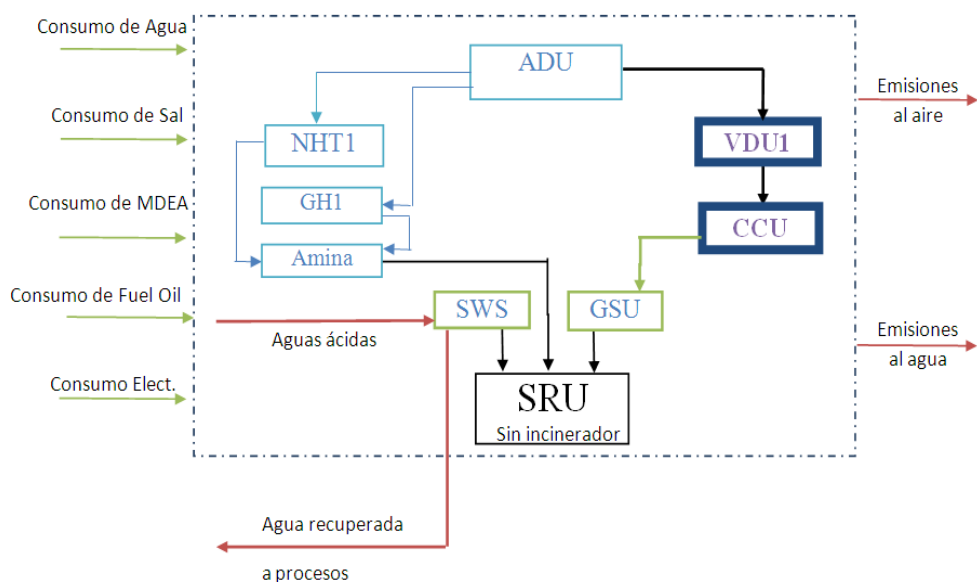 Consumo de Agua
Consumo de Sal
Consumo de MDEA
Consumo de Fuel Oil
Consumo Elect.
ADU
NHT1
GH1
Amina
VDU1
CCU
SWS
GSU
Aguas ácidas
SRU
Sin incinerador
Agua recuperada
a procesos
Emisiones
al aire
Emisiones
al agua